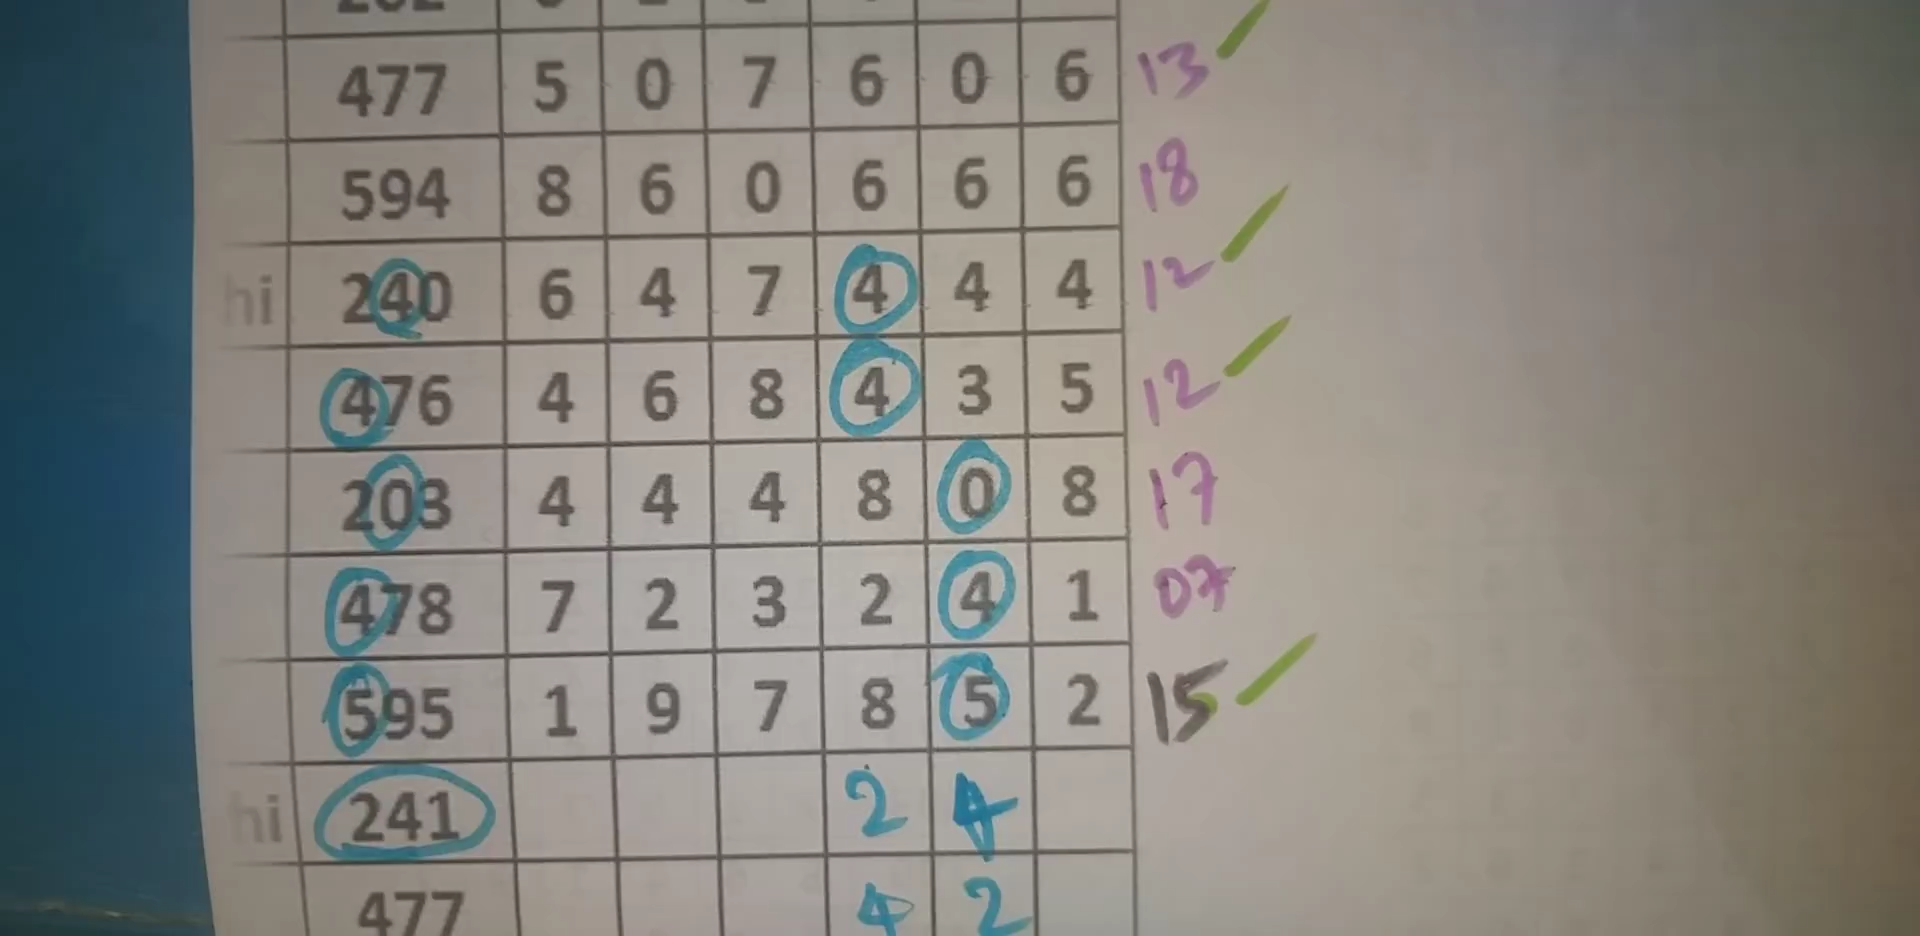 477 5 0 7 6 0 6 13
594 8 6 0 6 6 6 18
hi 240 6 4 7 4 4 4 12
476 4 6 8 4 3 5 12
203 4 4 4 8 0 8 17
478 7 2 3 2 4 1 07
595 1 9 7 8 5 2 15
hi 241 2 4
477 4 2